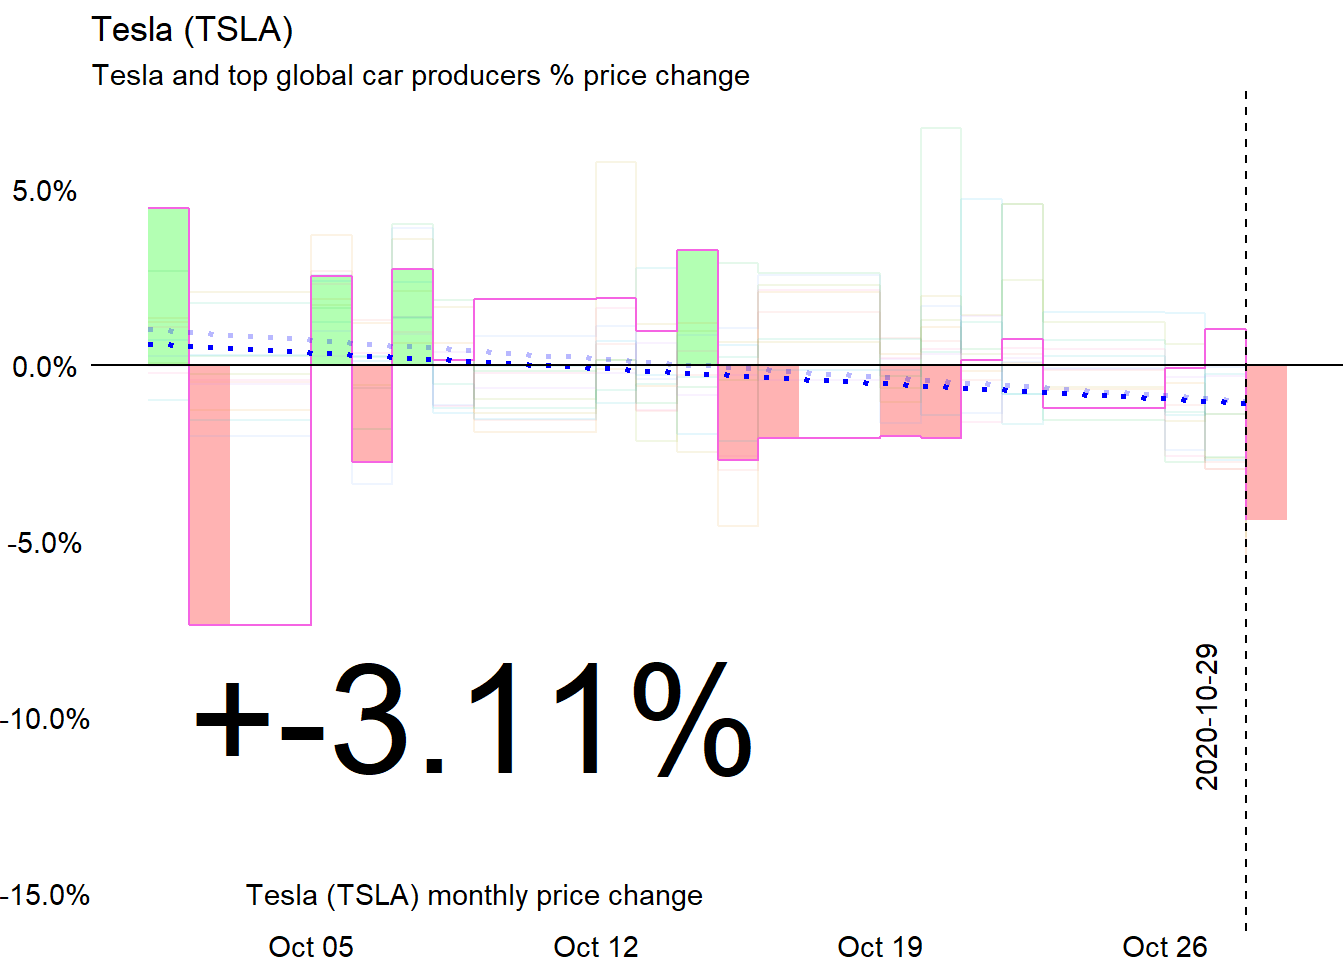 Tesla (TSLA)
Tesla and top global car producers % price change
5.0%
0.0%
-5.0%
-10.0%
-15.0%
+-3.11%
2020-10-29
Tesla (TSLA) monthly price change
Oct 05
Oct 12
Oct 19
Oct 26